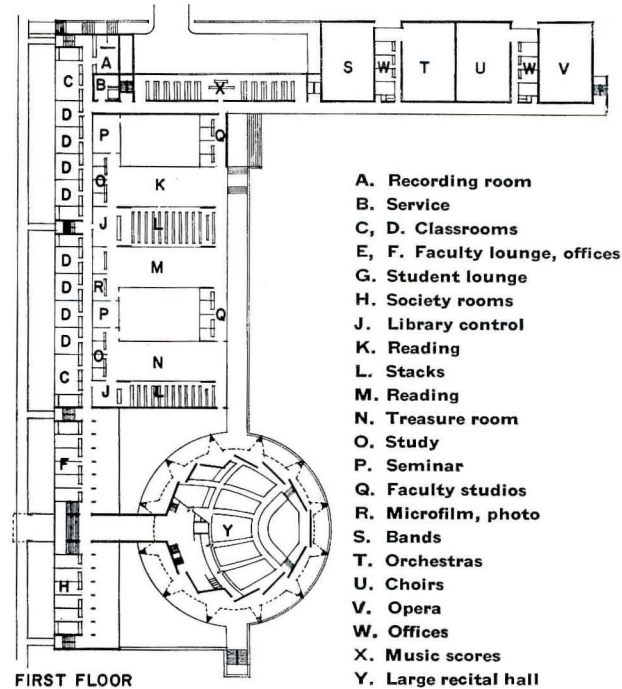 A
S W T U W V
C
B X
D
P Q
D
D
O K
D
J L
D M
D R
D P Q
D
O N
C
J L
F
Y
H
FIRST FLOOR
A. Recording room
B. Service
C, D. Classrooms
E, F. Faculty lounge, offices
G. Student lounge
H. Society rooms
J. Library control
K. Reading
L. Stacks
M. Reading
N. Treasure room
O. Study
P. Seminar
Q. Faculty studios
R. Microfilm, photo
S. Bands
T. Orchestras
U. Choirs
V. Opera
W. Offices
X. Music scores
Y. Large recital hall